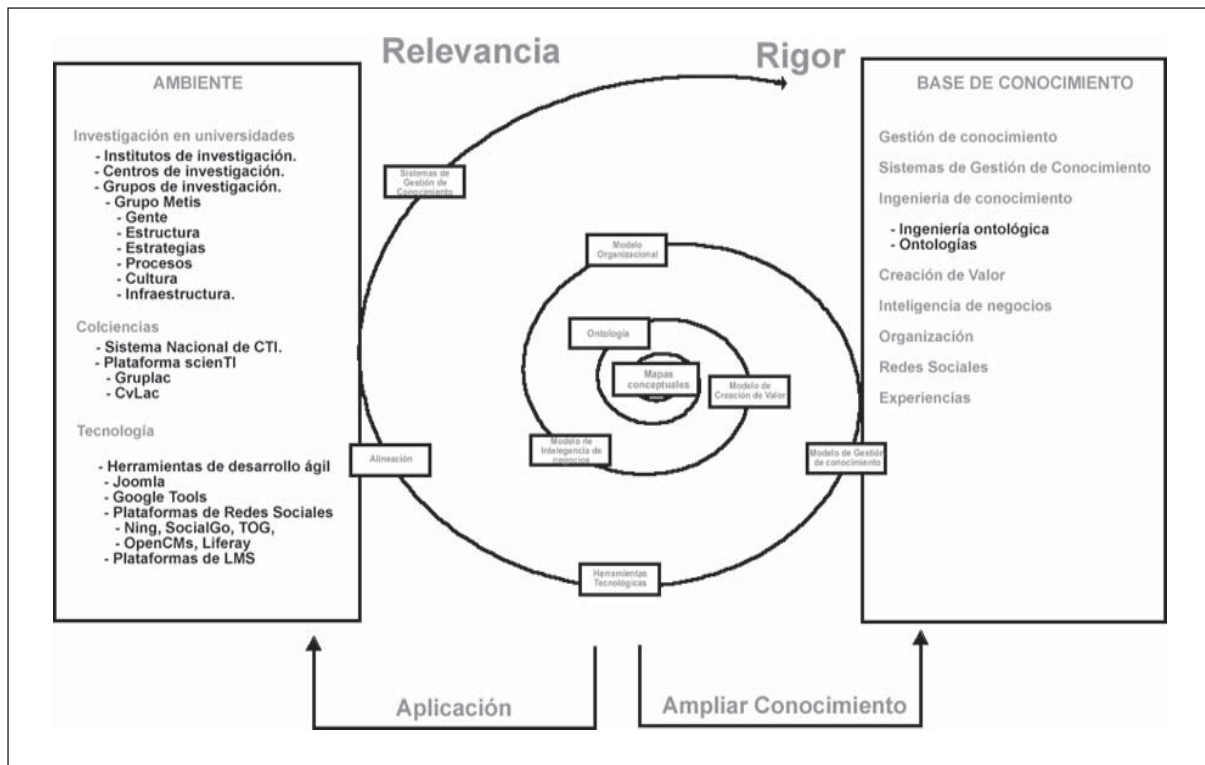 Relevancia
Rigor
AMBIENTE
Investigación en universidades
- Institutos de investigación.
- Centros de investigación.
- Grupos de investigación.
- Grupo Metis
- Gente
- Estructura
- Estrategias
- Procesos
- Cultura
- Infraestructura.
Colciencias
- Sistema Nacional de CTI.
- Plataforma scienTI
- Gruplac
- CvLac
Tecnología
- Herramientas de desarrollo ágil
- Joomla
- Google Tools
- Plataformas de Redes Sociales
- Ning, SocialGo, TOG,
- OpenCMs, Liferay
- Plataformas de LMS
Sistemas de
Gestión de
Conocimiento
Modelo
Organizacional
Ontología
Mapas
conceptuales
Modelo de
Creación de Valor
Modelo de
Intelegencia de
negocios
Alineación
Modelo de Gestión
de conocimiento
Herramientas
Tecnológicas
BASE DE CONOCIMIENTO
Gestión de conocimiento
Sistemas de Gestión de Conocimiento
Ingenieria de conocimiento
- Ingeniería ontológica
- Ontologías
Creación de Valor
Inteligencia de negocios
Organización
Redes Sociales
Experiencias
Aplicación
Ampliar Conocimiento